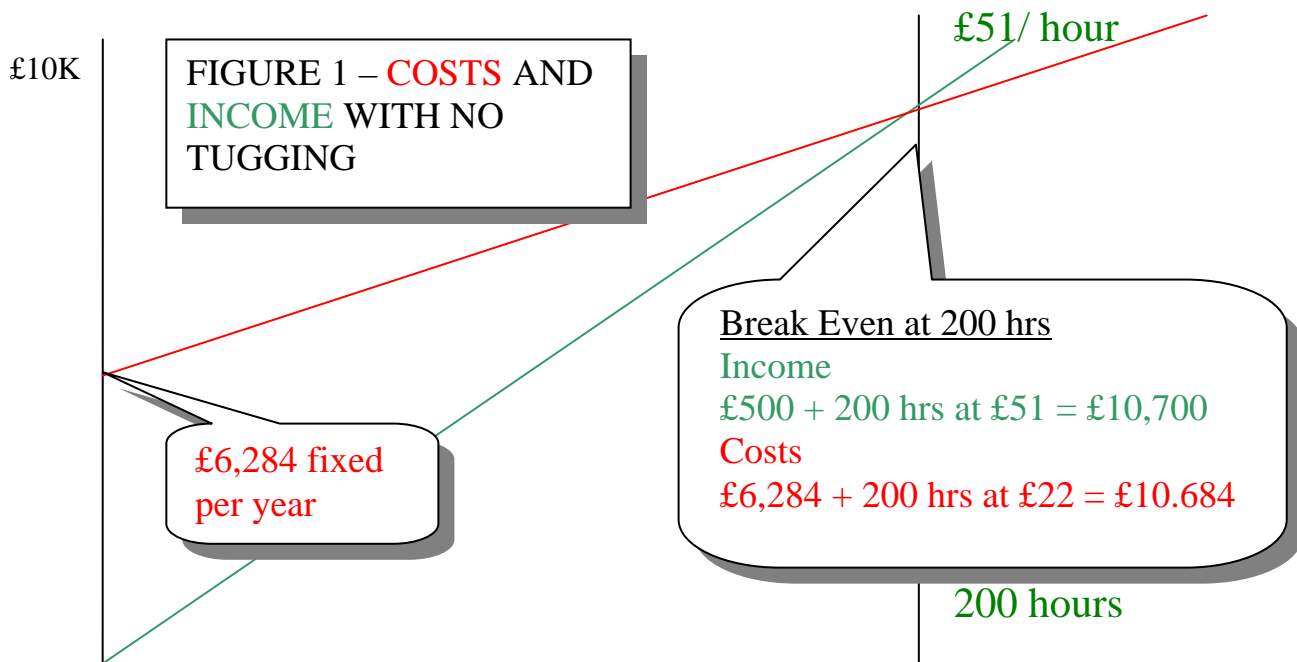 £51/ hour
£10K
FIGURE 1 – COSTS AND
INCOME WITH NO
TUGGING
Break Even at 200 hrs
Income
£500 + 200 hrs at £51 = £10,700
Costs
£6,284 + 200 hrs at £22 = £10.684
£6,284 fixed
per year
200 hours